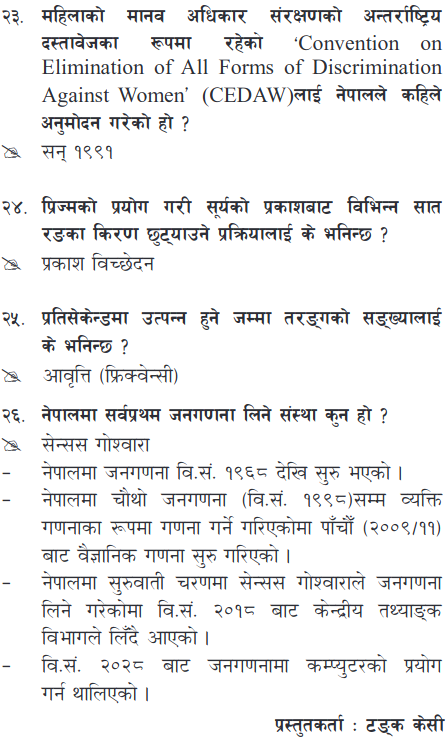 २३. महिलाको मानव अधिकार संरक्षणको अन्तर्राष्ट्रिय
दस्तावेजका रूपमा रहेको ‘Convention on
Elimination of All Forms of Discrimination
Against Women’ (CEDAW)लाई नेपालले कहिले
अनुमोदन गरेको हो ?
सन् १९९१
२४. प्रिज्मको प्रयोग गरी सूर्यको प्रकाशबाट विभिन्न सात
रङका किरण छुट्याउने प्रक्रियालाई के भनिन्छ ?
प्रकाश विच्छेदन
२५. प्रतिसेकेन्डमा उत्पन्न हुने जम्मा तरङ्गको सङ्ख्यालाई
के भनिन्छ ?
आवृत्ति (फ्रिक्वेन्सी)
२६. नेपालमा सर्वप्रथम जनगणना लिने संस्था कुन हो ?
सेन्सस गोश्वारा
– नेपालमा जनगणना वि.सं. १९६८ देखि सुरु भएको ।
– नेपालमा चौथो जनगणना (वि.सं. १९९८)सम्म व्यक्ति
गणनाका रूपमा गणना गर्ने गरिएकोमा पाँचौँ (२००९/११)
बाट वैज्ञानिक गणना सुरु गरिएको ।
– नेपालमा सुरुवाती चरणमा सेन्सस गोश्वाराले जनगणना
लिने गरेकोमा वि.सं. २०१८ बाट केन्द्रीय तथ्याङ्क
विभागले लिँदै आएको ।
– वि.सं. २०२८ बाट जनगणनामा कम्प्युटरको प्रयोग
गर्न थालिएको ।
प्रस्तुतकर्ता : टङ्क केसी